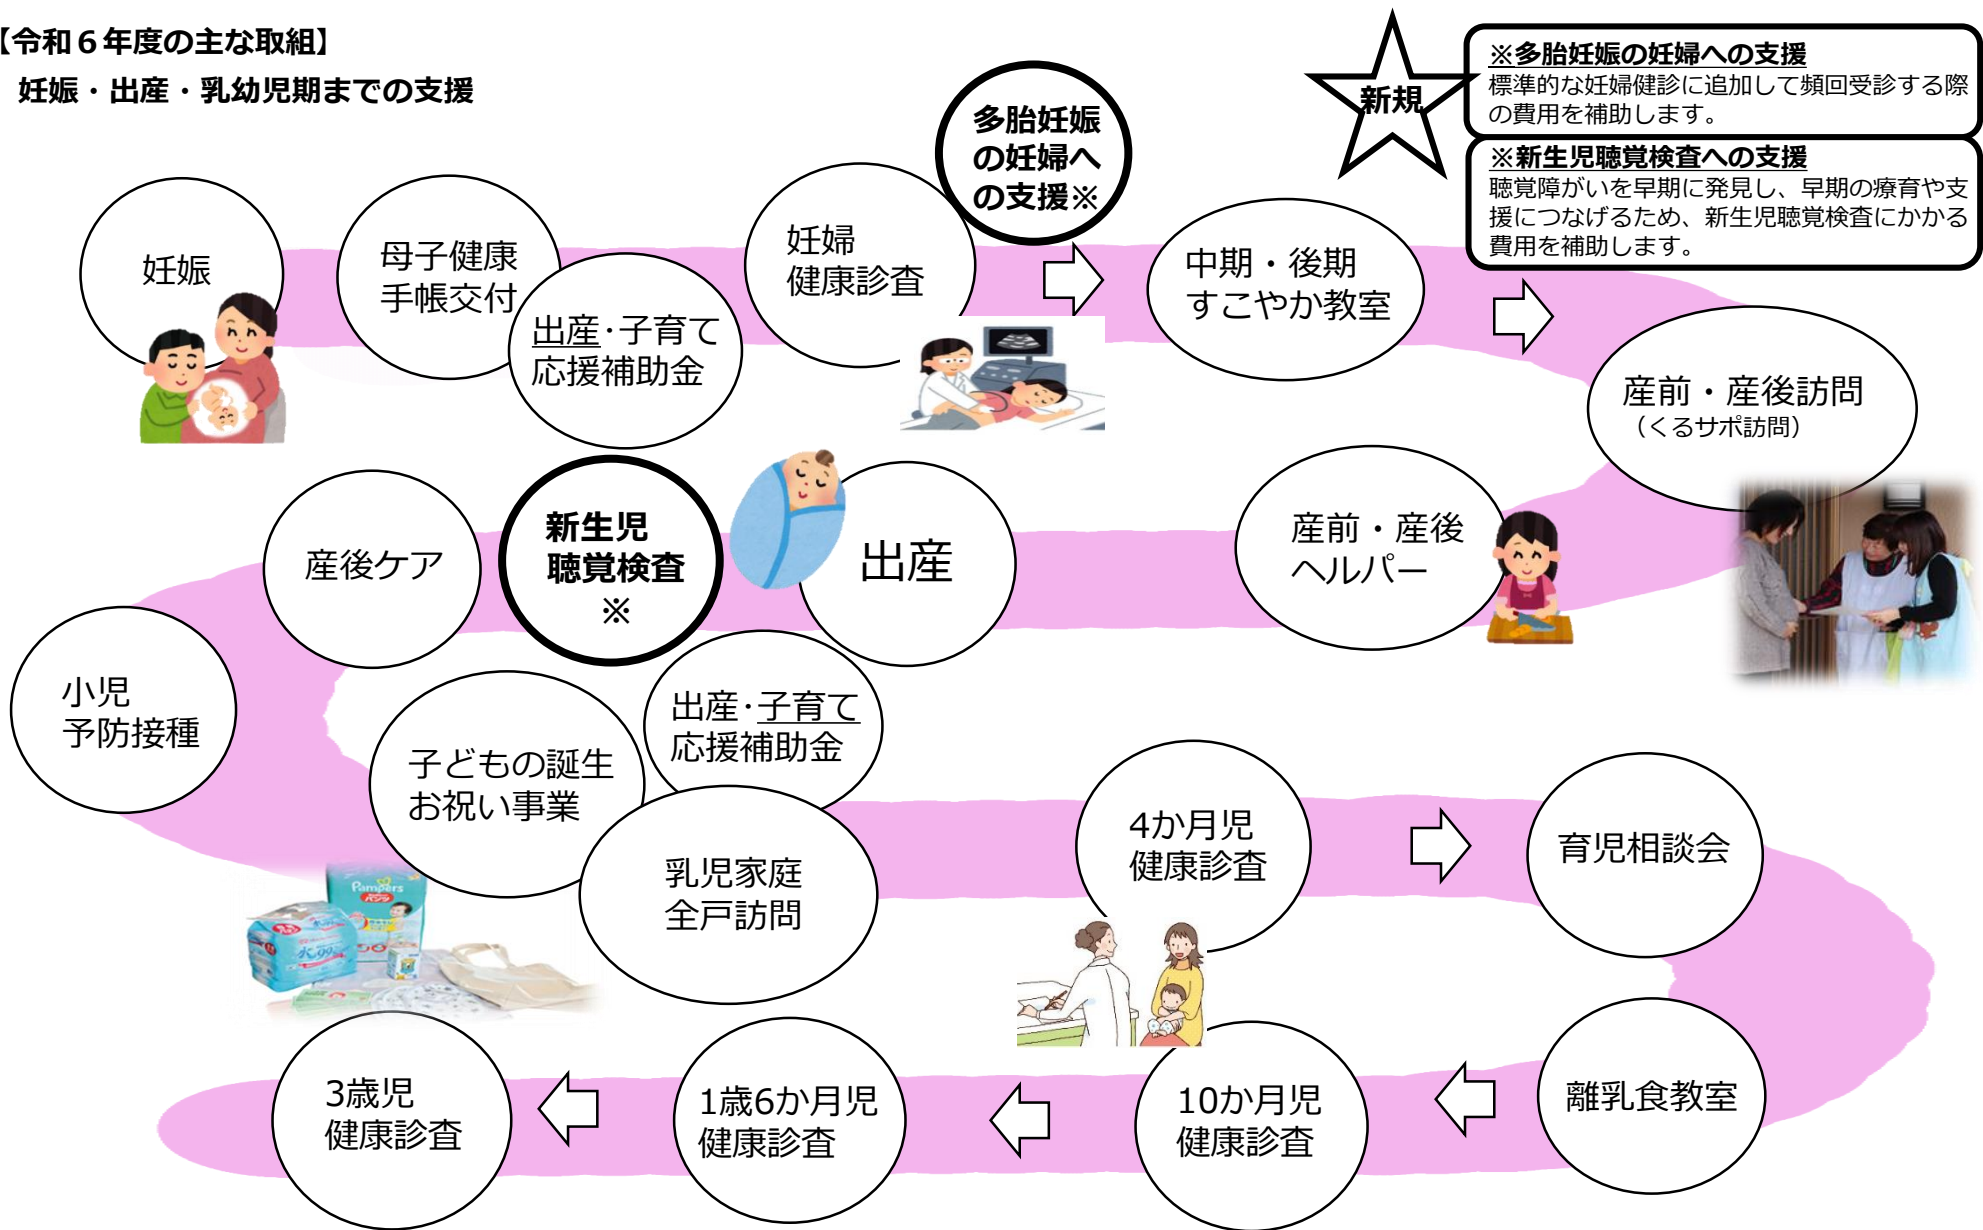 【令和６年度の主な取組】
妊娠・出産・乳幼児期までの支援
新規
※多胎妊娠の妊婦への支援
標準的な妊婦健診に追加して頻回受診する際
の費用を補助します。
※新生児聴覚検査への支援
聴覚障がいを早期に発見し、早期の療育や支
援につなげるため、新生児聴覚検査にかかる
費用を補助します。
妊娠
母子健康
手帳交付
出産･子育て
応援補助金
妊婦
健康診査
多胎妊娠
の妊婦へ
の支援※
中期・後期
すこやか教室
産前・産後訪問
（くるサポ訪問）
産前・産後
ヘルパー
出産
新生児
聴覚検査
※
産後ケア
小児
予防接種
出産･子育て
応援補助金
子どもの誕生
お祝い事業
Pampers
パンツ
水99
乳児家庭
全戸訪問
4か月児
健康診査
育児相談会
離乳食教室
10か月児
健康診査
1歳6か月児
健康診査
3歳児
健康診査